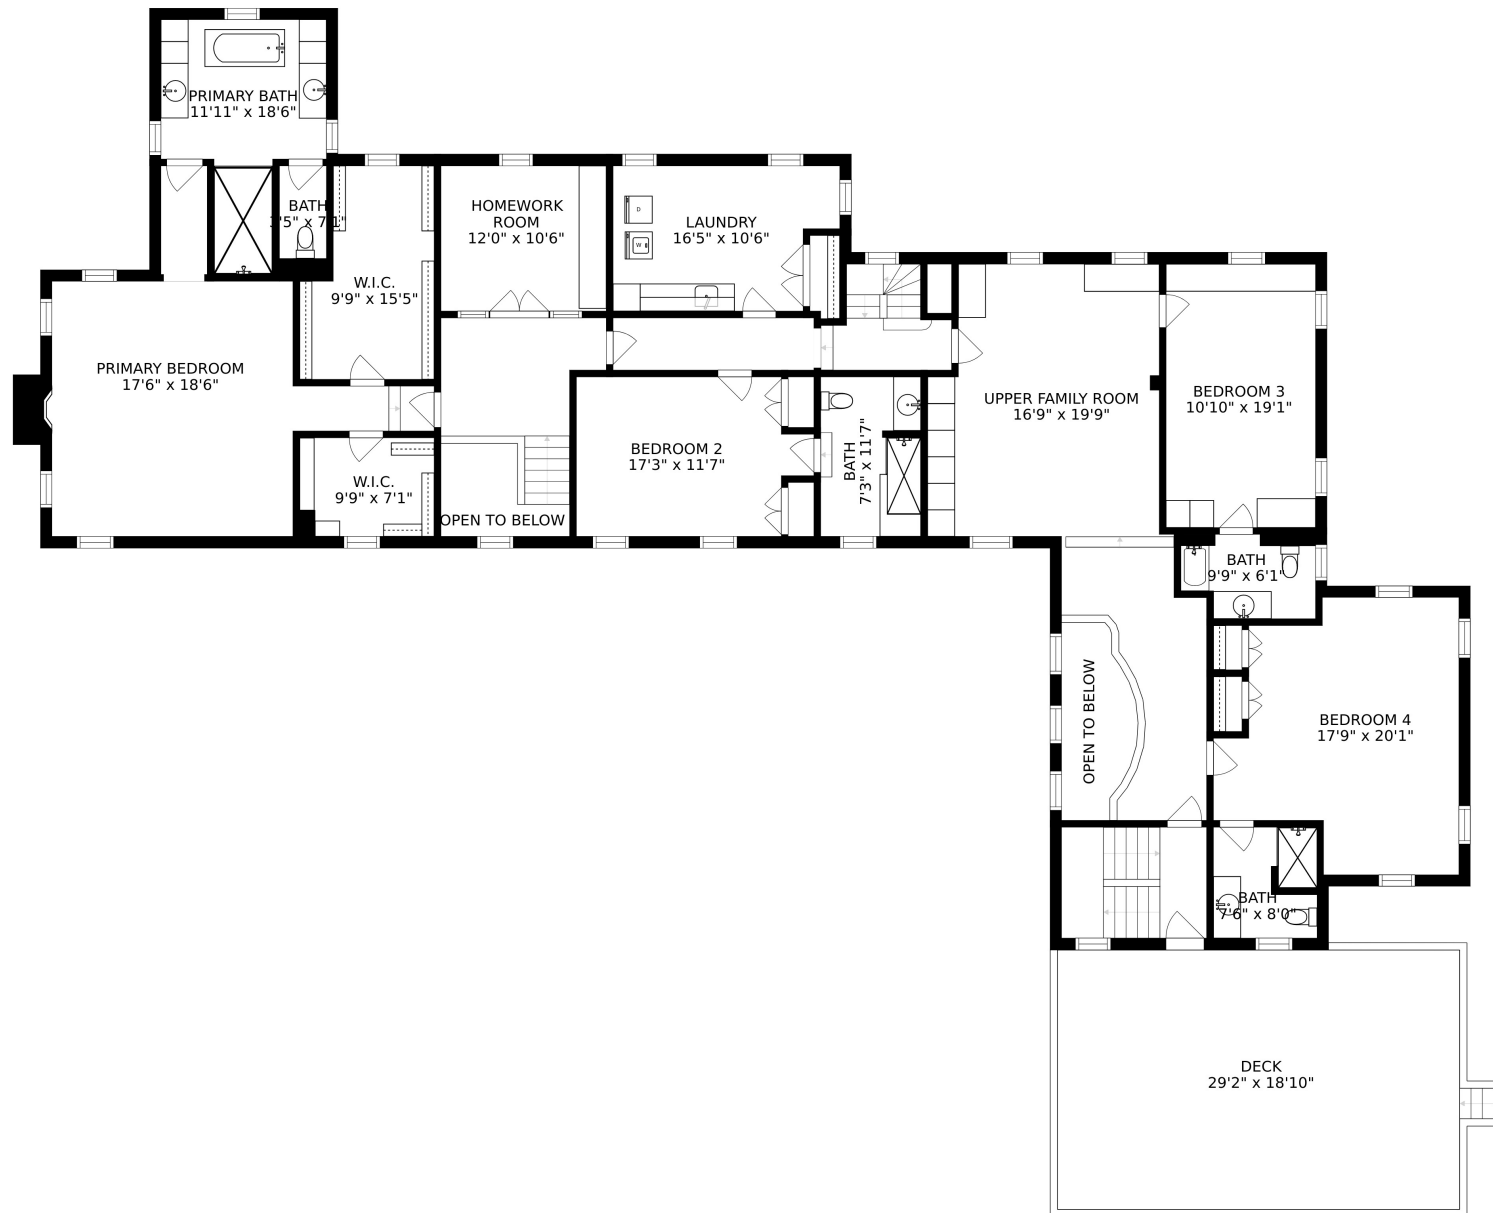 PRIMARY BATH
11'11" x 18'6"
BATH
3'5" x 7'1"
HOMEWORK
ROOM
12'0" x 10'6"
LAUNDRY
16'5" x 10'6"
D
W
W.I.C.
9'9" x 15'5"
PRIMARY BEDROOM
17'6" x 18'6"
W.I.C.
9'9" x 7'1"
OPEN TO BELOW
BEDROOM 2
17'3" x 11'7"
BATH
7'3" x 11'7"
UPPER FAMILY ROOM
16'9" x 19'9"
BEDROOM 3
10'10" x 19'1"
BATH
9'9" x 6'1"
OPEN TO BELOW
BEDROOM 4
17'9" x 20'1"
BATH
7'6" x 8'0"
DECK
29'2" x 18'10"